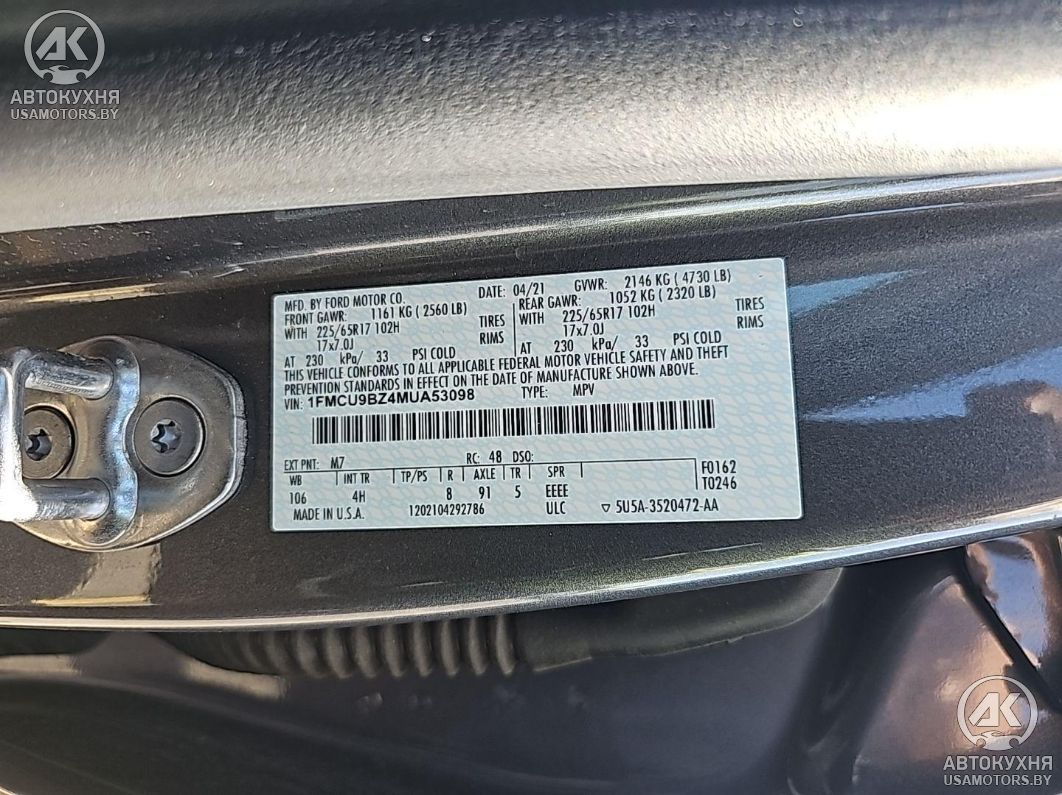 АК
АВТОКУХНЯ
USAMOTORS.BY
MFD. BY FORD MOTOR CO. DATE: 04/21 GVWR: 2146 KG ( 4730 LB)
FRONT GAWR: 1161 KG ( 2560 LB) REAR GAWR: 1052 KG ( 2320 LB)
WITH 225/65R17 102H TIRES WITH 225/65R17 102H TIRES
17x7.0J RIMS 17x7.0J RIMS
AT 230 kPa/ 33 PSI COLD AT 230 kPa/ 33 PSI COLD
THIS VEHICLE CONFORMS TO ALL APPLICABLE FEDERAL MOTOR VEHICLE SAFETY AND THEFT
PREVENTION STANDARDS IN EFFECT ON THE DATE OF MANUFACTURE SHOWN ABOVE.
VIN: 1FMCU9BZ4MUA53098 TYPE: MPV
EXT PNT: M7 RC: 48 DSO:
WB INT TR TP/PS R AXLE TR SPR F0162
106 4H 8 91 5 EEEE T0246
MADE IN U.S.A. 1202104292786 ULC ▽ 5U5A-3520472-AA
АК
АВТОКУХНЯ
USAMOTORS.BY